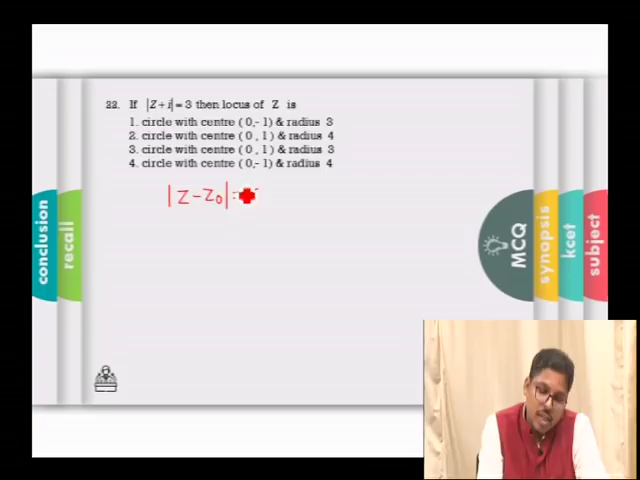 22. If |Z + i| = 3 then locus of Z is
1. circle with centre ( 0,- 1) & radius 3
2. circle with centre ( 0 , 1 ) & radius 4
3. circle with centre ( 0 , 1 ) & radius 3
4. circle with centre ( 0,- 1) & radius 4
|Z - Z0| =
conclusion
recall
MCQ
synopsis
kcet
subject